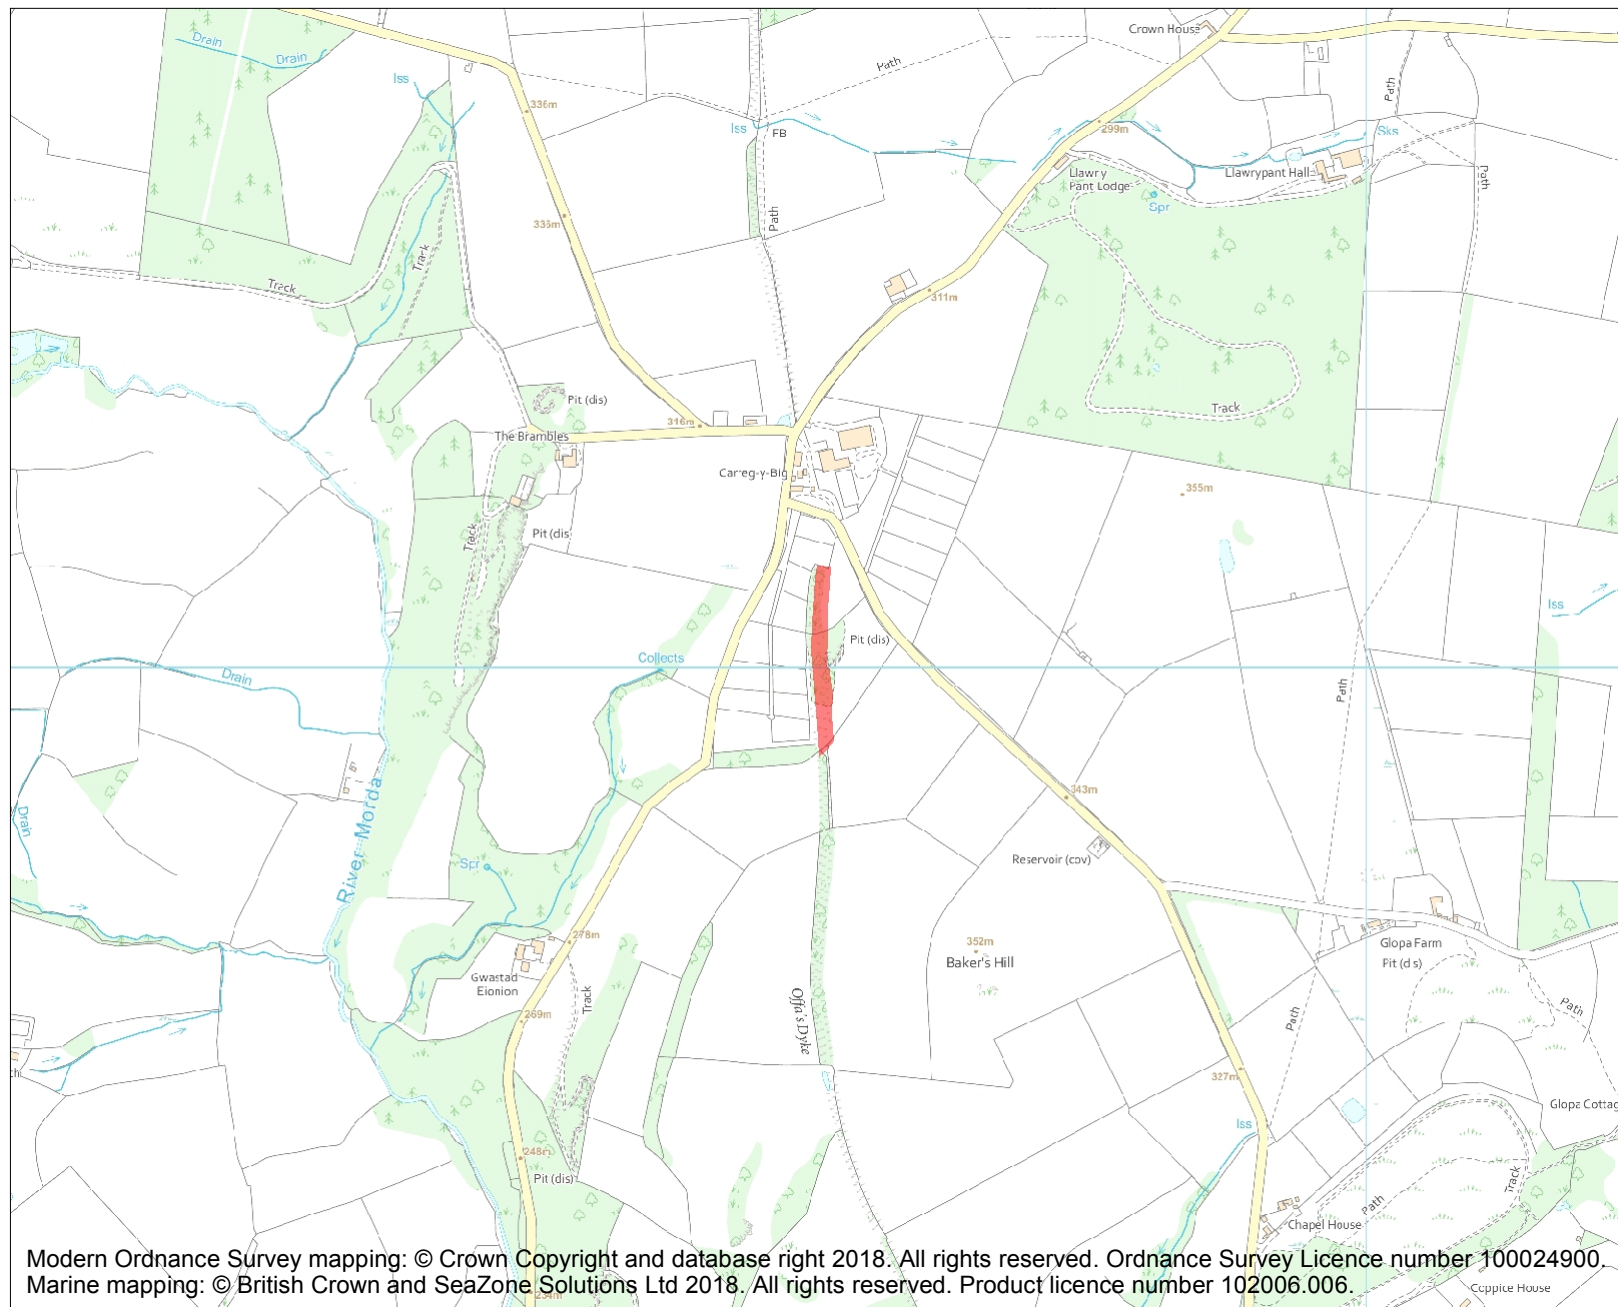 Crown House
Drain
Drain
Iss
Path
Path
336m
Iss
FB
299m
Sks
Llawry
Pant Lodge
Llawrypant Hall
Path
Spr
Path
335m
Track
Track
311m
Pit (dis)
Track
316m
The Brambles
Carreg-y-Big
355m
Track
Pit (dis)
Iss
Pit (dis)
Collects
Drain
Path
River Morda
343m
Drain
Reservoir (cov)
Spr
278m
352m
Baker's Hill
Glopa Farm
Pit (dis)
Gwastad
Eionion
Track
Offa's Dyke
Path
Path
269m
327m
Iss
Glopa Cottag
248m
Pit (dis)
Track
Path
Chapel House
Modern Ordnance Survey mapping: © Crown Copyright and database right 2018. All rights reserved. Ordnance Survey Licence number 100024900.
Marine mapping: © British Crown and SeaZone Solutions Ltd 2018. All rights reserved. Product licence number 102006.006.
Coppice House
234m